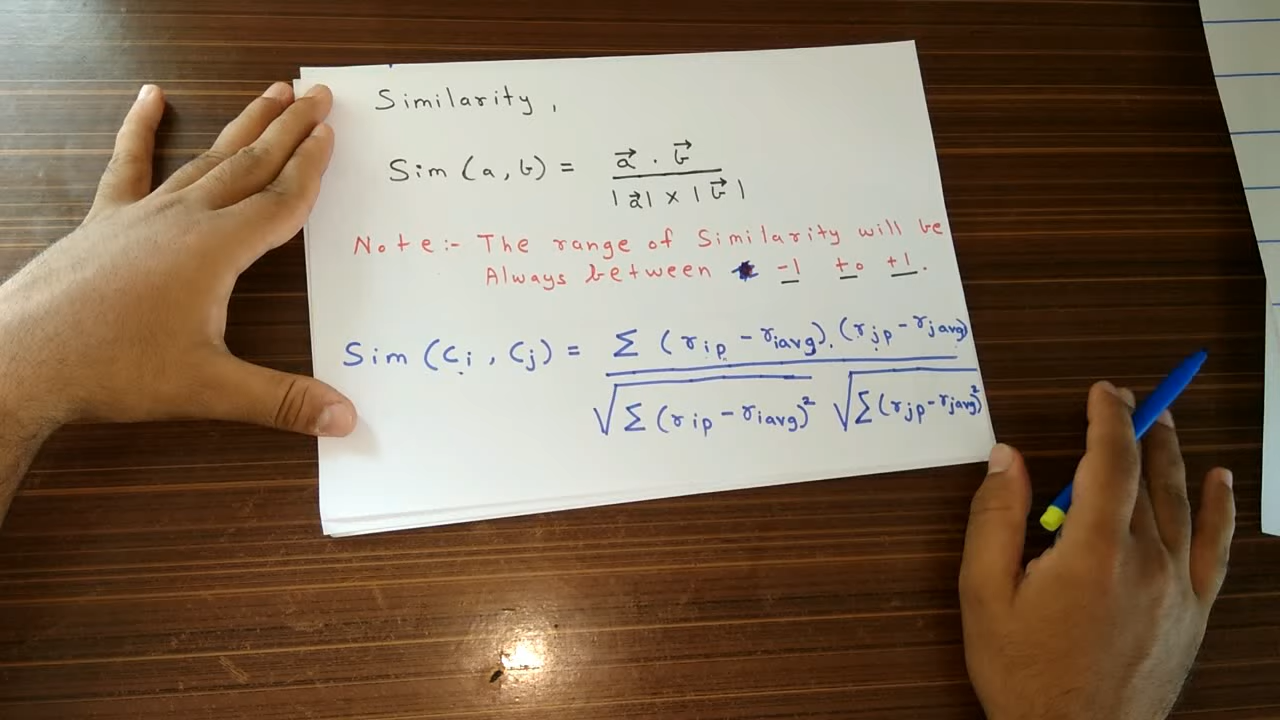 Similarity,
Sim (a, b) = a⃗ . b⃗ / |a⃗| x |b⃗|
Note:- The range of Similarity will be
Always between -1 to +1.
Sim (Ci, Cj) = Σ (rip - riavg). (rjp - rjavg) / √Σ (rip - riavg)² √Σ (rjp - rjavg)²